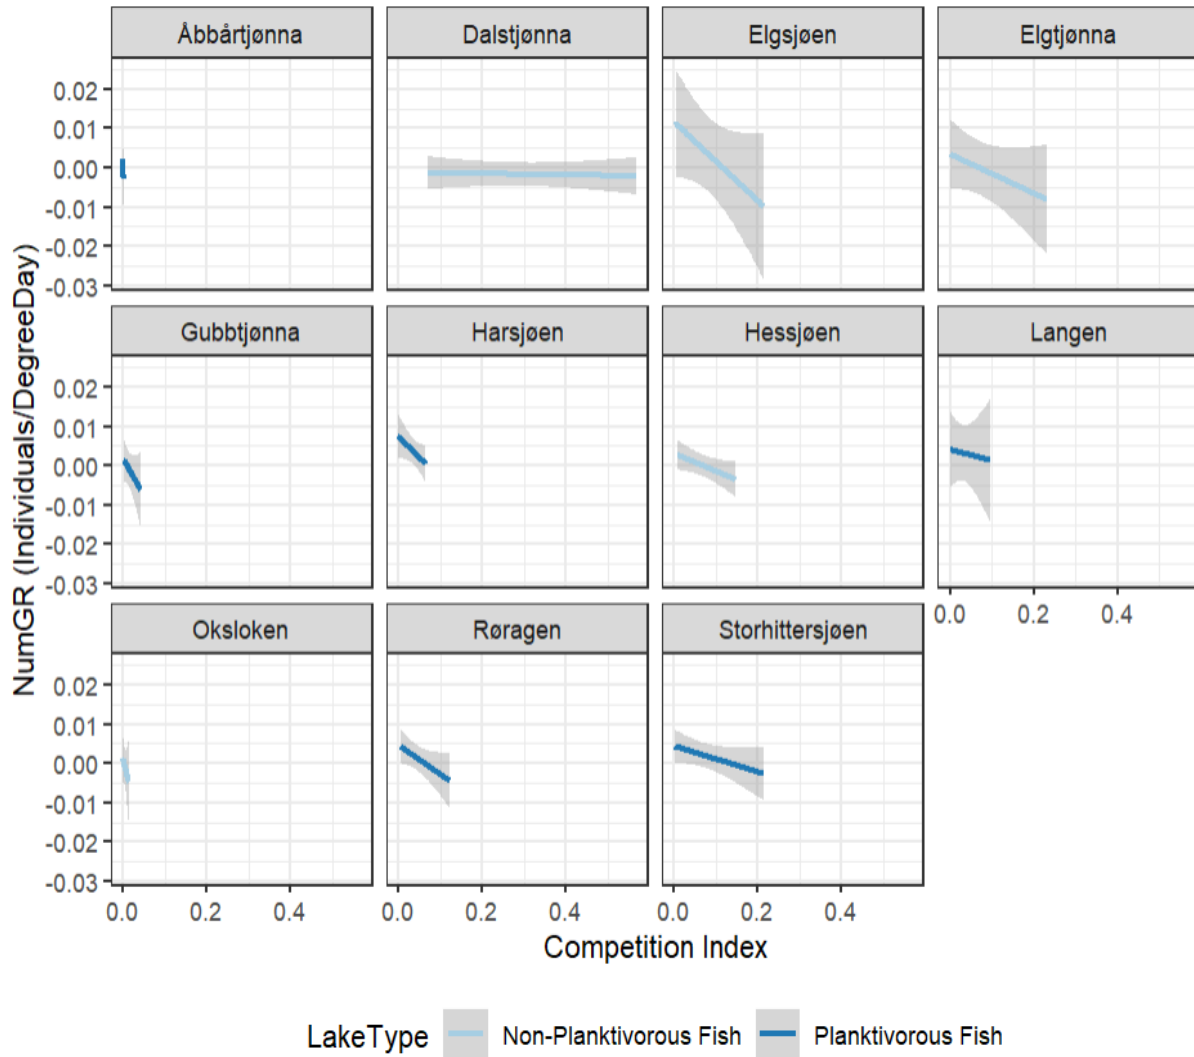 Åbbårtjønna Dalstjønna Elgsjøen Elgtjønna
0.02
0.01
0.00
-0.01
-0.02
-0.03
Gubbtjønna Harsjøen Hessjøen Langen
0.02
0.01
0.00
-0.01
-0.02
-0.03
0.0 0.2 0.4
Oksloken Røragen Storhittersjøen
0.02
0.01
0.00
-0.01
-0.02
-0.03
0.0 0.2 0.4 0.0 0.2 0.4 0.0 0.2 0.4
NumGR (Individuals/DegreeDay)
Competition Index
LakeType Non-Planktivorous Fish Planktivorous Fish